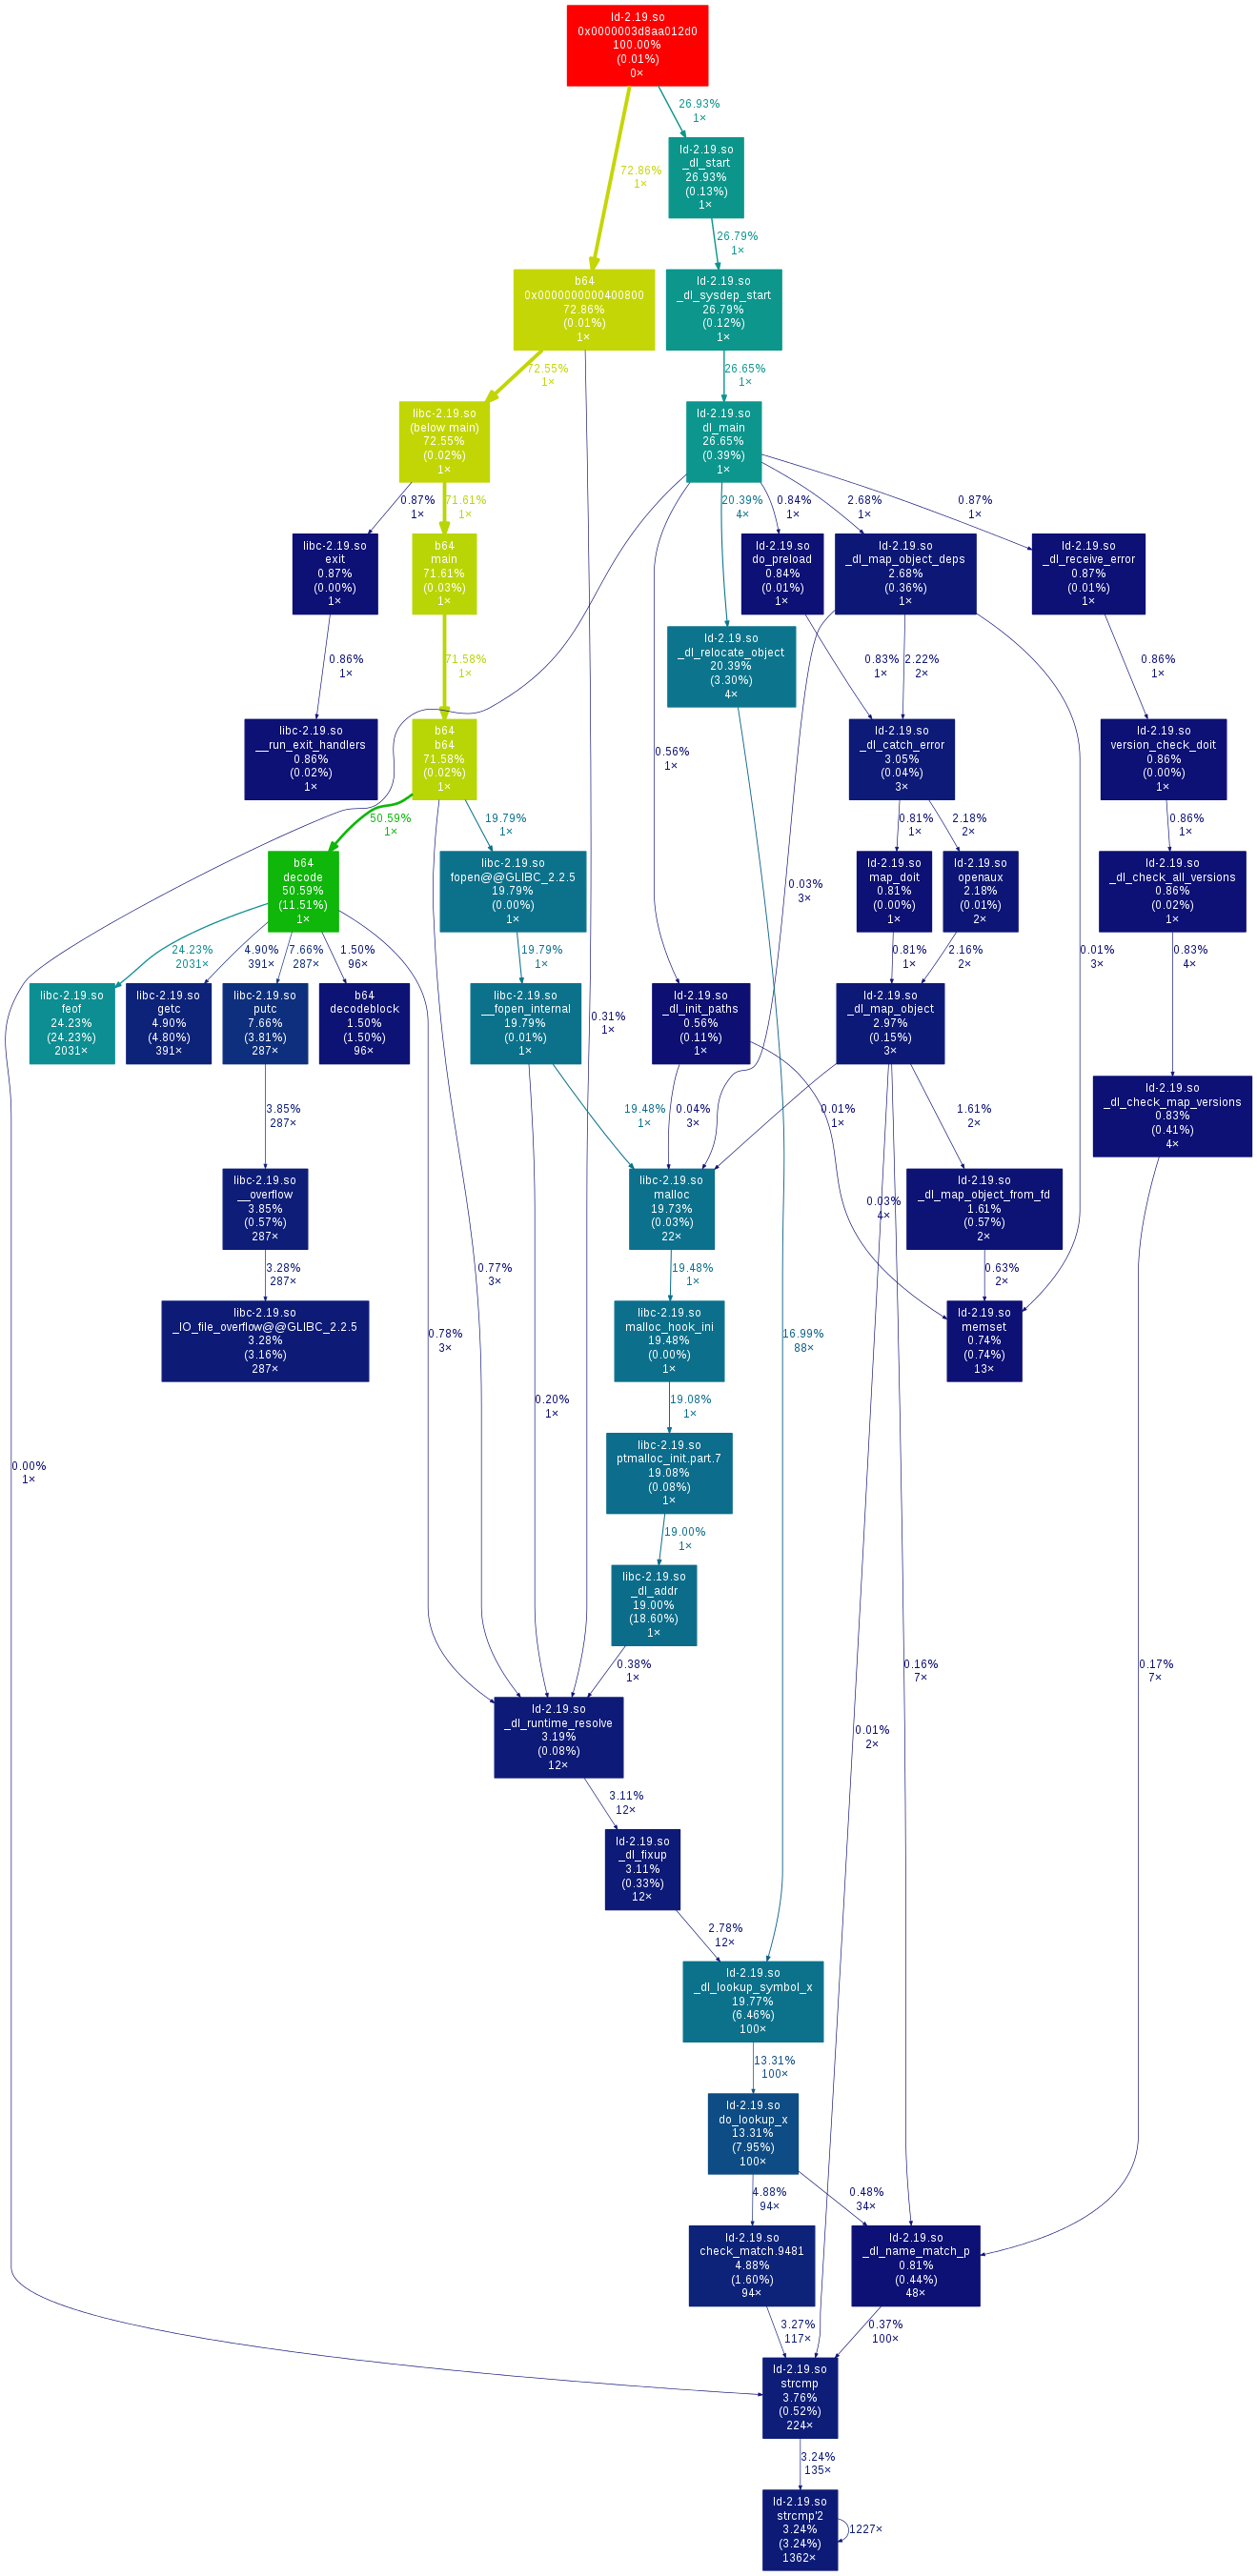 ld-2.19.so
0x0000003d8aa012d0
100.00%
(0.01%)
0×
26.93%
1×
72.86%
1×
ld-2.19.so
_dl_start
26.93%
(0.13%)
1×
26.79%
1×
b64
0x0000000000400800
72.86%
(0.01%)
1×
ld-2.19.so
_dl_sysdep_start
26.79%
(0.12%)
1×
72.55%
1×
26.65%
1×
libc-2.19.so
(below main)
72.55%
(0.02%)
1×
ld-2.19.so
dl_main
26.65%
(0.39%)
1×
0.87%
1×
71.61%
1×
20.39%
4×
0.84%
1×
2.68%
1×
0.87%
1×
libc-2.19.so
exit
0.87%
(0.00%)
1×
b64
main
71.61%
(0.03%)
1×
ld-2.19.so
do_preload
0.84%
(0.01%)
1×
ld-2.19.so
_dl_map_object_deps
2.68%
(0.36%)
1×
ld-2.19.so
_dl_receive_error
0.87%
(0.01%)
1×
0.86%
1×
71.58%
1×
ld-2.19.so
_dl_relocate_object
20.39%
(3.30%)
4×
0.83%
1×
2.22%
2×
0.86%
1×
libc-2.19.so
__run_exit_handlers
0.86%
(0.02%)
1×
b64
b64
71.58%
(0.02%)
1×
0.56%
1×
ld-2.19.so
_dl_catch_error
3.05%
(0.04%)
3×
ld-2.19.so
version_check_doit
0.86%
(0.00%)
1×
50.59%
1×
19.79%
1×
0.81%
1×
2.18%
2×
0.86%
1×
b64
decode
50.59%
(11.51%)
1×
libc-2.19.so
fopen@@GLIBC_2.2.5
19.79%
(0.00%)
1×
0.03%
3×
ld-2.19.so
map_doit
0.81%
(0.00%)
1×
ld-2.19.so
openaux
2.18%
(0.01%)
2×
ld-2.19.so
_dl_check_all_versions
0.86%
(0.02%)
1×
24.23%
2031×
4.90%
391×
7.66%
287×
1.50%
96×
19.79%
1×
0.81%
1×
2.16%
2×
0.01%
3×
0.83%
4×
libc-2.19.so
feof
24.23%
(24.23%)
2031×
libc-2.19.so
getc
4.90%
(4.80%)
391×
libc-2.19.so
putc
7.66%
(3.81%)
287×
b64
decodeblock
1.50%
(1.50%)
96×
libc-2.19.so
__fopen_internal
19.79%
(0.01%)
1×
0.31%
1×
ld-2.19.so
_dl_init_paths
0.56%
(0.11%)
1×
ld-2.19.so
_dl_map_object
2.97%
(0.15%)
3×
3.85%
287×
19.48%
1×
0.04%
3×
0.01%
1×
1.61%
2×
ld-2.19.so
_dl_check_map_versions
0.83%
(0.41%)
4×
libc-2.19.so
__overflow
3.85%
(0.57%)
287×
libc-2.19.so
malloc
19.73%
(0.03%)
22×
0.03%
4×
ld-2.19.so
_dl_map_object_from_fd
1.61%
(0.57%)
2×
3.28%
287×
0.77%
3×
19.48%
1×
0.63%
2×
libc-2.19.so
_IO_file_overflow@@GLIBC_2.2.5
3.28%
(3.16%)
287×
0.78%
3×
libc-2.19.so
malloc_hook_ini
19.48%
(0.00%)
1×
16.99%
88×
ld-2.19.so
memset
0.74%
(0.74%)
13×
0.20%
1×
19.08%
1×
0.00%
1×
libc-2.19.so
ptmalloc_init.part.7
19.08%
(0.08%)
1×
19.00%
1×
libc-2.19.so
_dl_addr
19.00%
(18.60%)
1×
0.38%
1×
0.16%
7×
0.17%
7×
ld-2.19.so
_dl_runtime_resolve
3.19%
(0.08%)
12×
0.01%
2×
3.11%
12×
ld-2.19.so
_dl_fixup
3.11%
(0.33%)
12×
2.78%
12×
ld-2.19.so
_dl_lookup_symbol_x
19.77%
(6.46%)
100×
13.31%
100×
ld-2.19.so
do_lookup_x
13.31%
(7.95%)
100×
4.88%
94×
0.48%
34×
ld-2.19.so
check_match.9481
4.88%
(1.60%)
94×
ld-2.19.so
_dl_name_match_p
0.81%
(0.44%)
48×
3.27%
117×
0.37%
100×
ld-2.19.so
strcmp
3.76%
(0.52%)
224×
3.24%
135×
ld-2.19.so
strcmp'2
3.24%
(3.24%)
1362×
1227×